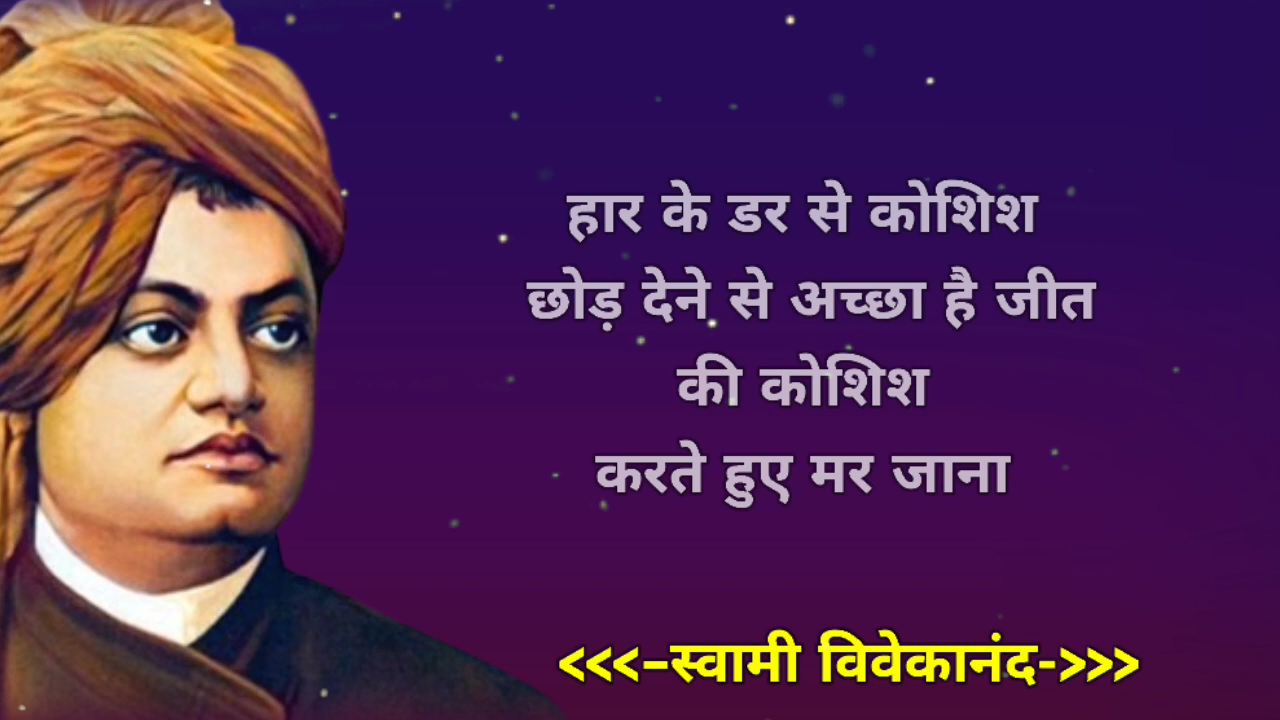 हार के डर से कोशिश
छोड़ देने से अच्छा है जीत
की कोशिश
करते हुए मर जाना
<<<–स्वामी विवेकानंद->>>